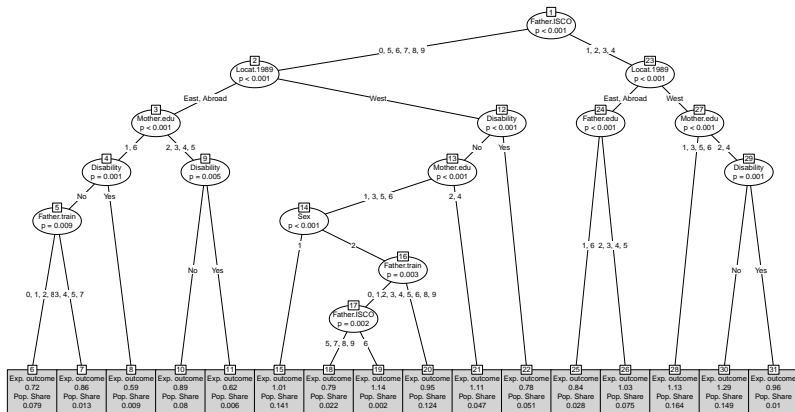 1
Father.ISCO
p < 0.001
0, 5, 6, 7, 8, 9
1, 2, 3, 4
2
Locat.1989
p < 0.001
23
Locat.1989
p < 0.001
East, Abroad
West
East, Abroad
West
3
Mother.edu
p < 0.001
12
Disability
p < 0.001
24
Father.edu
p < 0.001
27
Mother.edu
p < 0.001
1, 6
2, 3, 4, 5
No
Yes
1, 3, 5, 6
2, 4
4
Disability
p = 0.001
9
Disability
p = 0.005
13
Mother.edu
p < 0.001
29
Disability
p = 0.001
No
Yes
1, 3, 5, 6
2, 4
5
Father.train
p = 0.009
14
Sex
p < 0.001
1
2
1, 6
2, 3, 4, 5
16
Father.train
p = 0.003
No
Yes
No
Yes
0, 1, 2, 8
3, 4, 5, 7
0, 1
2, 3, 4, 5, 6, 8, 9
17
Father.ISCO
p = 0.002
5, 7, 8, 9
6
6
Exp. outcome
0.72
Pop. Share
0.079
7
Exp. outcome
0.86
Pop. Share
0.013
8
Exp. outcome
0.59
Pop. Share
0.009
10
Exp. outcome
0.89
Pop. Share
0.08
11
Exp. outcome
0.62
Pop. Share
0.006
15
Exp. outcome
1.01
Pop. Share
0.141
18
Exp. outcome
0.79
Pop. Share
0.022
19
Exp. outcome
1.14
Pop. Share
0.002
20
Exp. outcome
0.95
Pop. Share
0.124
21
Exp. outcome
1.11
Pop. Share
0.047
22
Exp. outcome
0.78
Pop. Share
0.051
25
Exp. outcome
0.84
Pop. Share
0.028
26
Exp. outcome
1.03
Pop. Share
0.075
28
Exp. outcome
1.13
Pop. Share
0.164
30
Exp. outcome
1.29
Pop. Share
0.149
31
Exp. outcome
0.96
Pop. Share
0.01